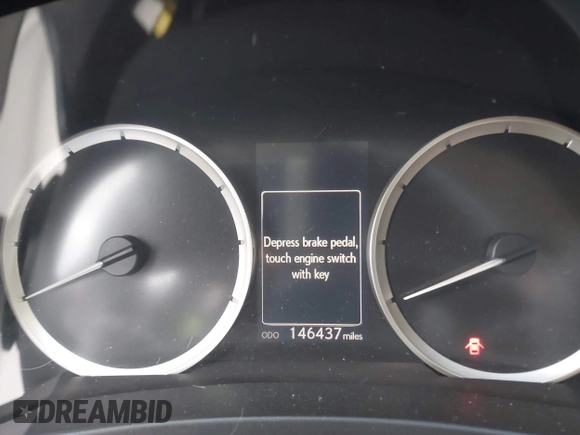 Depress brake pedal,
touch engine switch
with key
ODO 146437 miles
DREAMBID